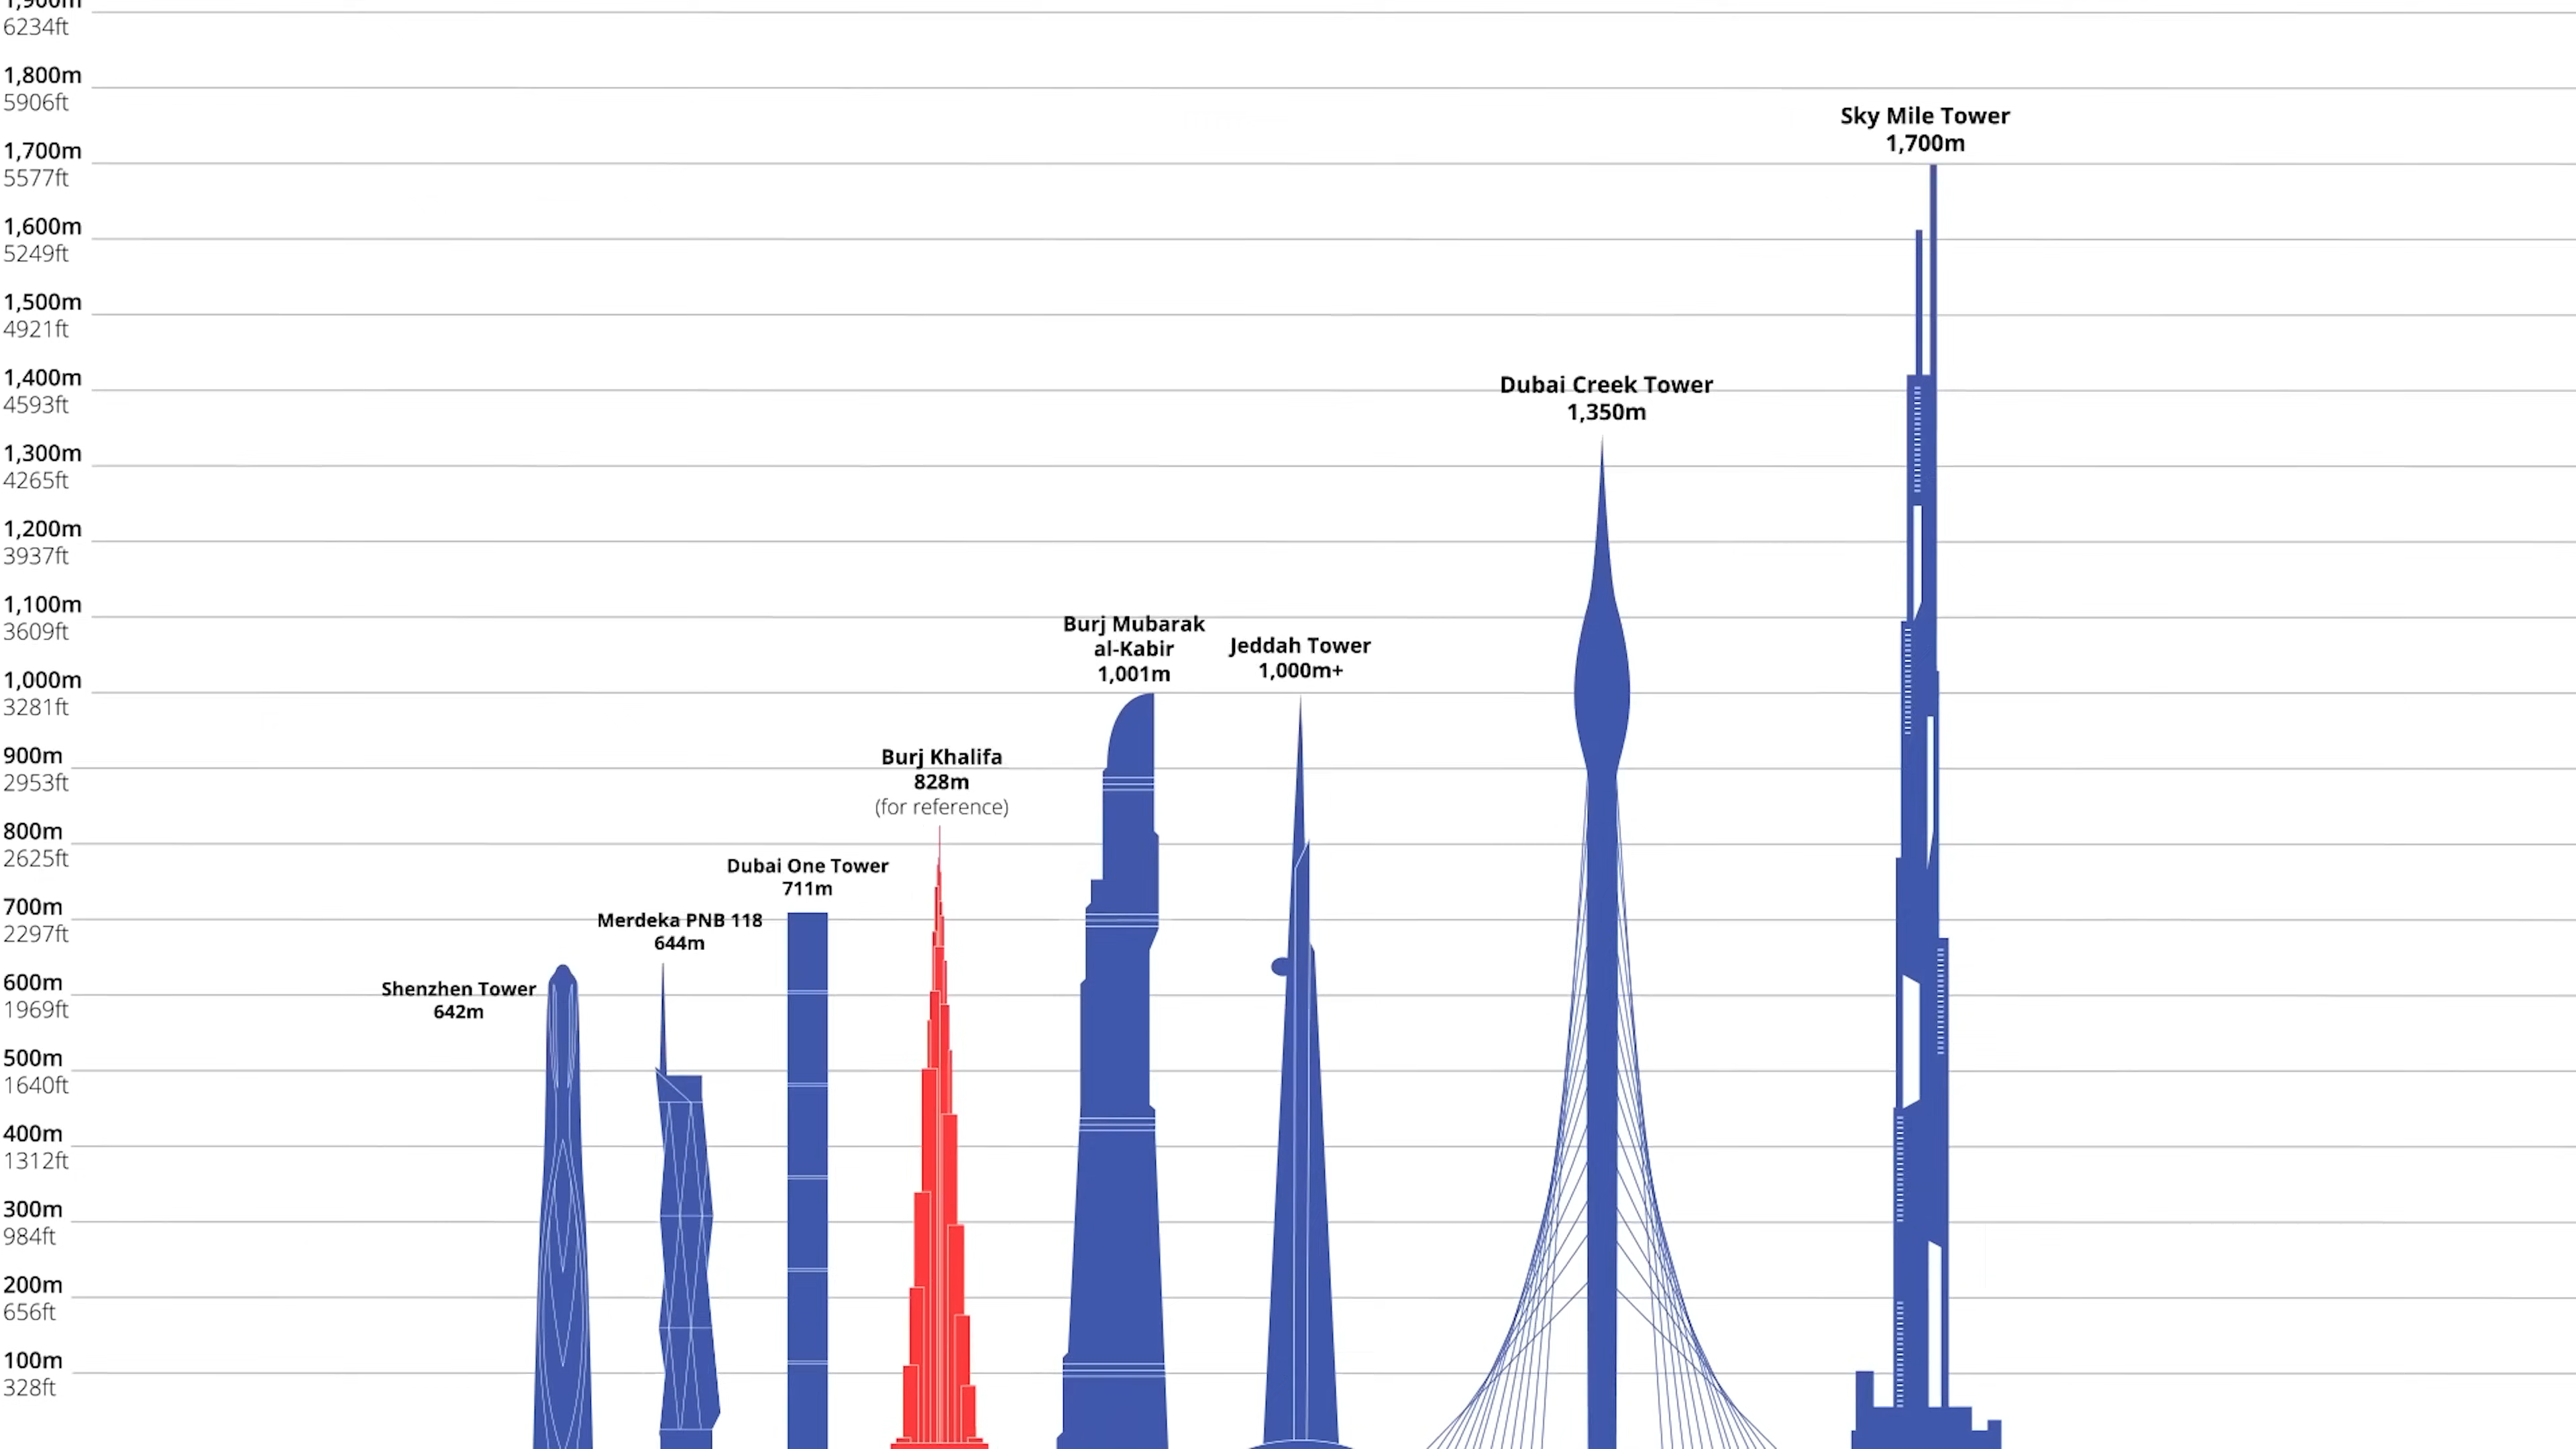 1,900m
6234ft
1,800m
5906ft
Sky Mile Tower
1,700m
1,700m
5577ft
1,600m
5249ft
1,500m
4921ft
1,400m
4593ft
Dubai Creek Tower
1,350m
1,300m
4265ft
1,200m
3937ft
1,100m
3609ft
Burj Mubarak
al-Kabir
1,001m
Jeddah Tower
1,000m+
1,000m
3281ft
900m
2953ft
Burj Khalifa
828m
(for reference)
800m
2625ft
Dubai One Tower
711m
700m
2297ft
Merdeka PNB 118
644m
600m
1969ft
Shenzhen Tower
642m
500m
1640ft
400m
1312ft
300m
984ft
200m
656ft
100m
328ft